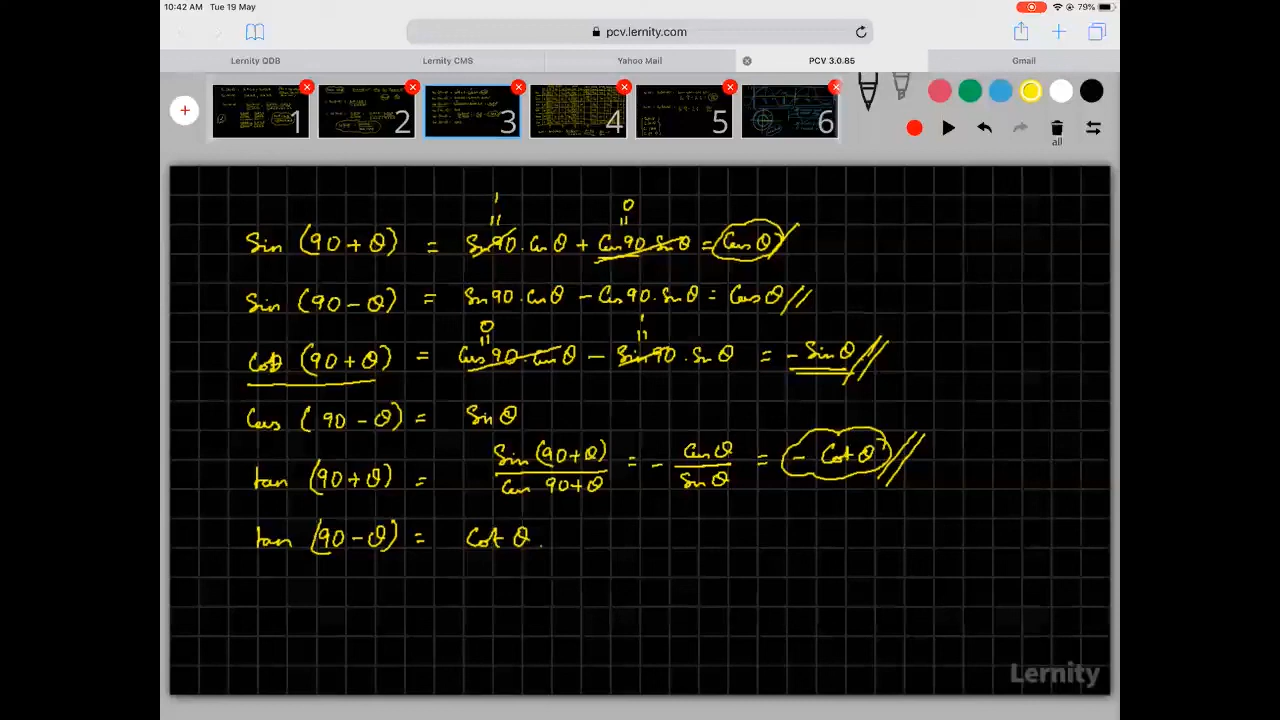 10:42 AM Tue 19 May 79%
pcv.lernity.com
Lernity QDB Lernity CMS Yahoo Mail PCV 3.0.85 Gmail
1 2 3 4 5 6
all
1 0
Sin (90 + θ) = Sin90 . Cos θ + Cos 90 . Sin θ = Cos θ
Sin (90 - θ) = Sin 90 . Cos θ - Cos 90 . Sin θ = Cos θ //
0 1
Cos (90 + θ) = Cos 90 . Cos θ - Sin 90 . Sin θ = - Sin θ //
Cos (90 - θ) = Sin θ
tan (90 + θ) = Sin (90 + θ) / Cos 90 + θ = - Cos θ / Sin θ = - Cot θ //
tan (90 - θ) = Cot θ .
Lernity